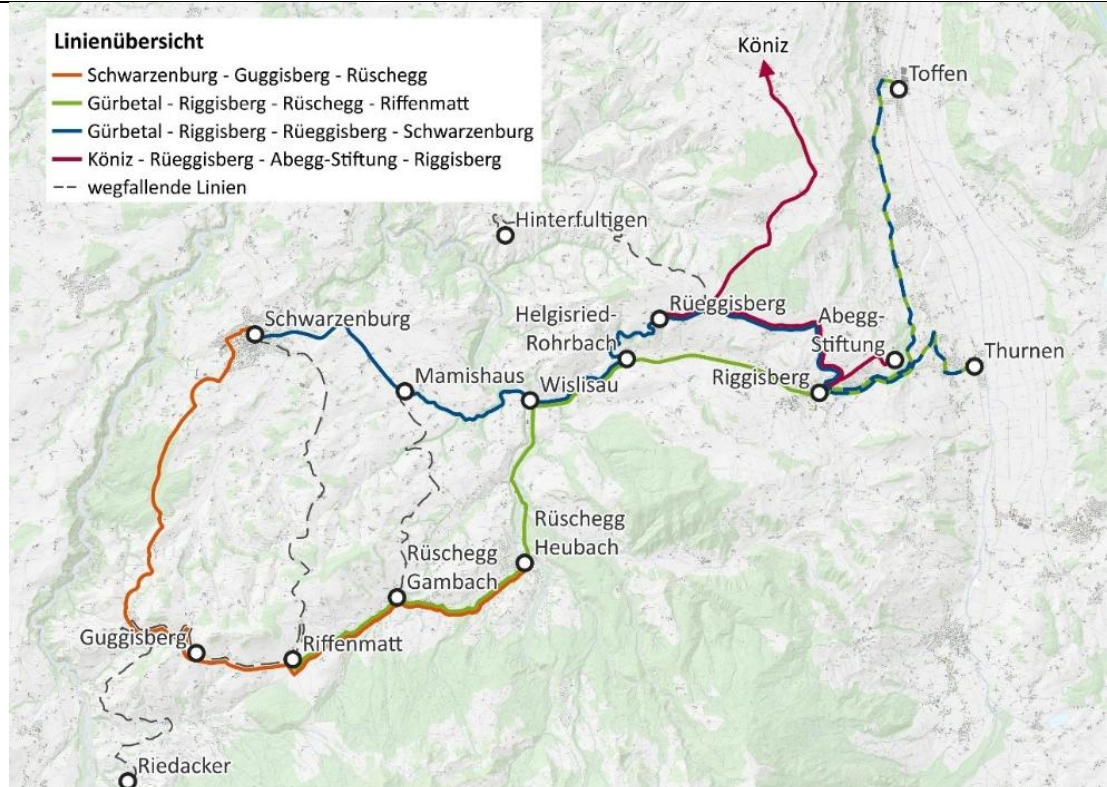 Linienübersicht
Schwarzenburg - Guggisberg - Rüschegg
Gürbetal - Riggisberg - Rüschegg - Riffenmatt
Gürbetal - Riggisberg - Rüeggisberg - Schwarzenburg
Köniz - Rüeggisberg - Abegg-Stiftung - Riggisberg
wegfallende Linien
Köniz
Toffen
Hinterfultigen
Rüeggisberg
Schwarzenburg
Helgisried-
Rohrbach
Abegg-
Stiftung
Thurnen
Mamishaus
Wislisau
Riggisberg
Rüschegg
Heubach
Rüschegg
Gambach
Guggisberg
Riffenmatt
Riedacker